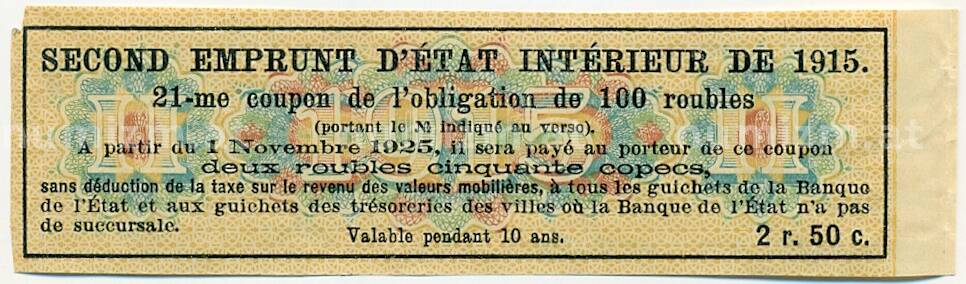 SECOND EMPRUNT D'ÉTAT INTÉRIEUR DE 1915.
21-me coupon de l'obligation de 100 roubles
(portant le № indiqué au verso).
A partir du 1 Novembre 1925, il sera payé au porteur de ce coupon
deux roubles cinquante copecs,
sans déduction de la taxe sur le revenu des valeurs mobilières, à tous les guichets de la Banque
de l'État et aux guichets des trésoreries des villes où la Banque de l'État n'a pas
de succursale.
Valable pendant 10 ans.
2 r. 50 c.
II 1915 II